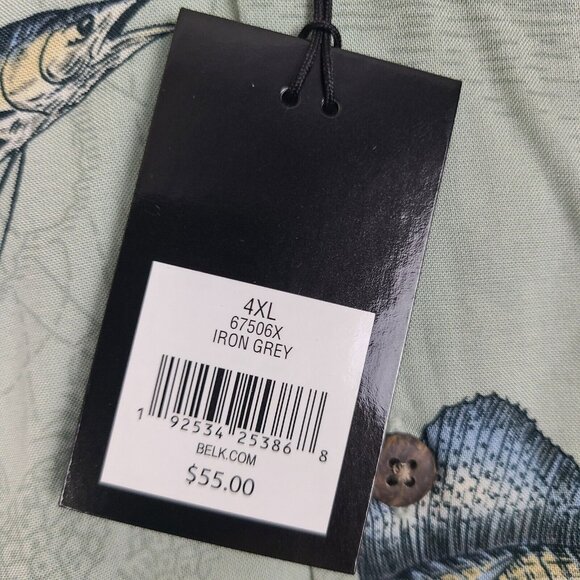 4XL
67506X
IRON GREY
1 92534 25386 8
BELK.COM
$55.00